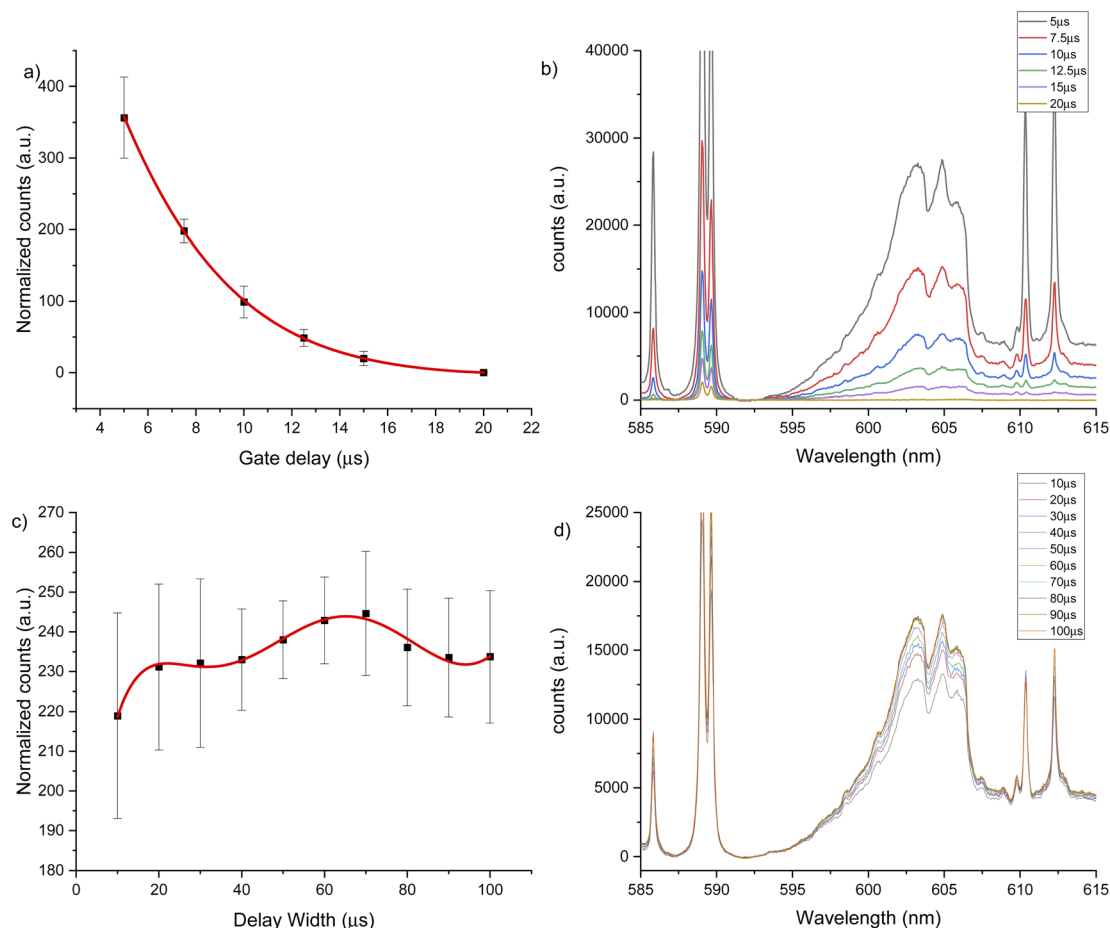 a)
Normalized counts (a.u.)
400
300
200
100
0
4 6 8 10 12 14 16 18 20 22
Gate delay (μs)
b)
5μs
7.5μs
10μs
12.5μs
15μs
20μs
counts (a.u.)
40000
30000
20000
10000
0
585 590 595 600 605 610 615
Wavelength (nm)
c)
Normalized counts (a.u.)
270
260
250
240
230
220
210
200
190
180
0 20 40 60 80 100
Delay Width (μs)
d)
10μs
20μs
30μs
40μs
50μs
60μs
70μs
80μs
90μs
100μs
counts (a.u.)
25000
20000
15000
10000
5000
0
585 590 595 600 605 610 615
Wavelength (nm)